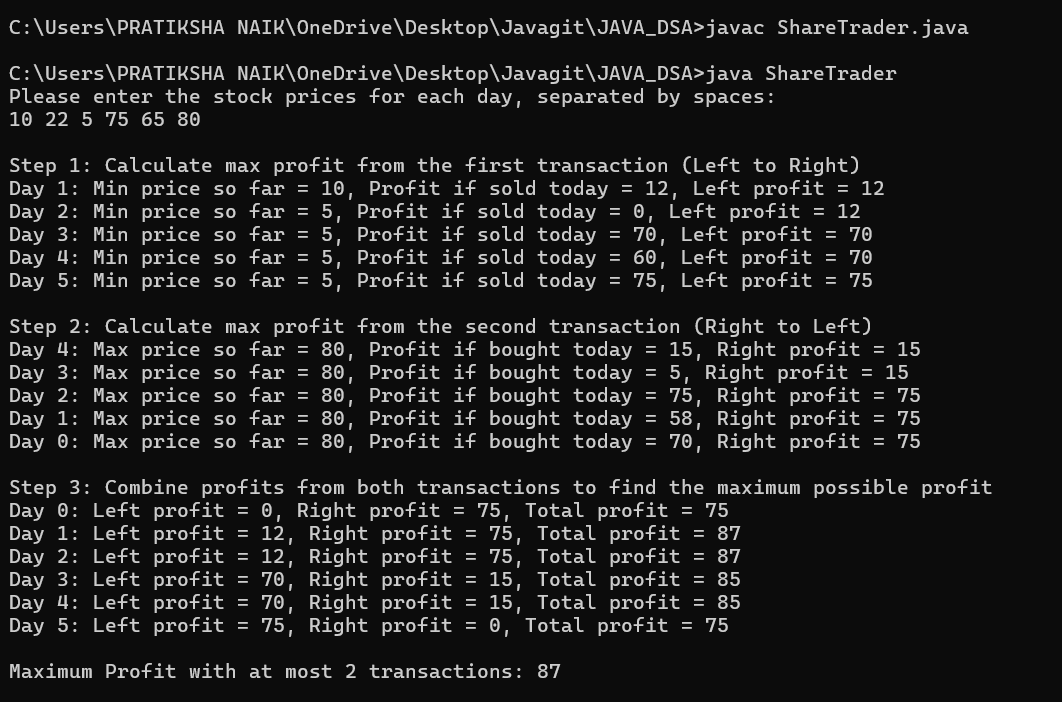 C:\Users\PRATIKSHA NAIK\OneDrive\Desktop\Javagit\JAVA_DSA>javac ShareTrader.java
C:\Users\PRATIKSHA NAIK\OneDrive\Desktop\Javagit\JAVA_DSA>java ShareTrader
Please enter the stock prices for each day, separated by spaces:
10 22 5 75 65 80
Step 1: Calculate max profit from the first transaction (Left to Right)
Day 1: Min price so far = 10, Profit if sold today = 12, Left profit = 12
Day 2: Min price so far = 5, Profit if sold today = 0, Left profit = 12
Day 3: Min price so far = 5, Profit if sold today = 70, Left profit = 70
Day 4: Min price so far = 5, Profit if sold today = 60, Left profit = 70
Day 5: Min price so far = 5, Profit if sold today = 75, Left profit = 75
Step 2: Calculate max profit from the second transaction (Right to Left)
Day 4: Max price so far = 80, Profit if bought today = 15, Right profit = 15
Day 3: Max price so far = 80, Profit if bought today = 5, Right profit = 15
Day 2: Max price so far = 80, Profit if bought today = 75, Right profit = 75
Day 1: Max price so far = 80, Profit if bought today = 58, Right profit = 75
Day 0: Max price so far = 80, Profit if bought today = 70, Right profit = 75
Step 3: Combine profits from both transactions to find the maximum possible profit
Day 0: Left profit = 0, Right profit = 75, Total profit = 75
Day 1: Left profit = 12, Right profit = 75, Total profit = 87
Day 2: Left profit = 12, Right profit = 75, Total profit = 87
Day 3: Left profit = 70, Right profit = 15, Total profit = 85
Day 4: Left profit = 70, Right profit = 15, Total profit = 85
Day 5: Left profit = 75, Right profit = 0, Total profit = 75
Maximum Profit with at most 2 transactions: 87